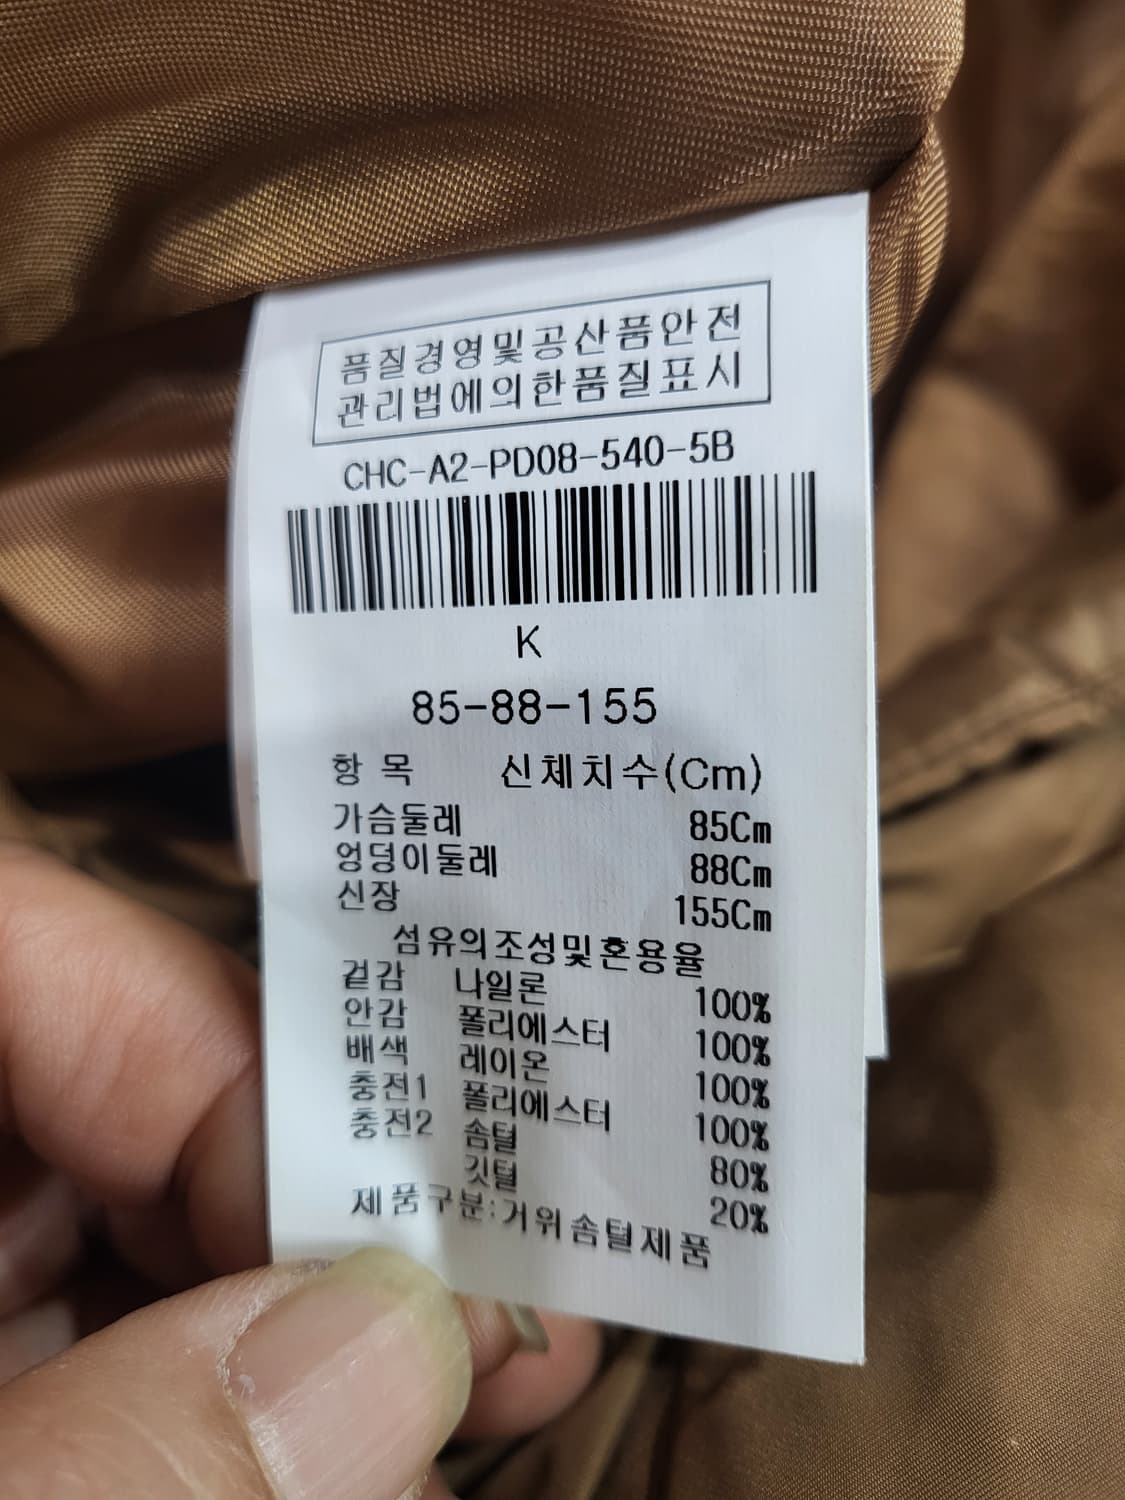 품질경영및공산품안전
관리법에의한품질표시
CHC-A2-PD08-540-5B
K
85-88-155
항 목 신체치수(Cm)
가슴둘레 85Cm
엉덩이둘레 88Cm
신장 155Cm
섬유의조성및혼용율
겉감 나일론 100%
안감 폴리에스터 100%
배색 레이온 100%
충전1 폴리에스터 100%
충전2 솜털 80%
깃털 20%
제품구분:거위솜털제품